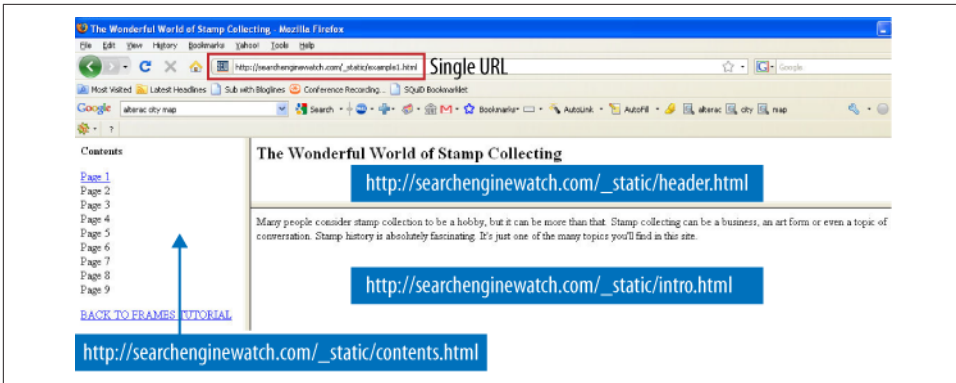 The Wonderful World of Stamp Collecting - Mozilla Firefox
File Edit View History Bookmarks Yahoo! Tools Help
http://searchenginewatch.com/_static/example1.html Single URL Google
Most Visited Latest Headlines Sub with Bloglines Conference Recording... SQuiD Bookmarklet
Google alterac city map Search Bookmarks AutoLink AutoFill alterac city map
?
Contents
Page 1
Page 2
Page 3
Page 4
Page 5
Page 6
Page 7
Page 8
Page 9
BACK TO FRAMES TUTORIAL
http://searchenginewatch.com/_static/contents.html
The Wonderful World of Stamp Collecting
http://searchenginewatch.com/_static/header.html
Many people consider stamp collection to be a hobby, but it can be more than that. Stamp collecting can be a business, an art form or even a topic of
conversation. Stamp history is absolutely fascinating. It's just one of the many topics you'll find in this site.
http://searchenginewatch.com/_static/intro.html